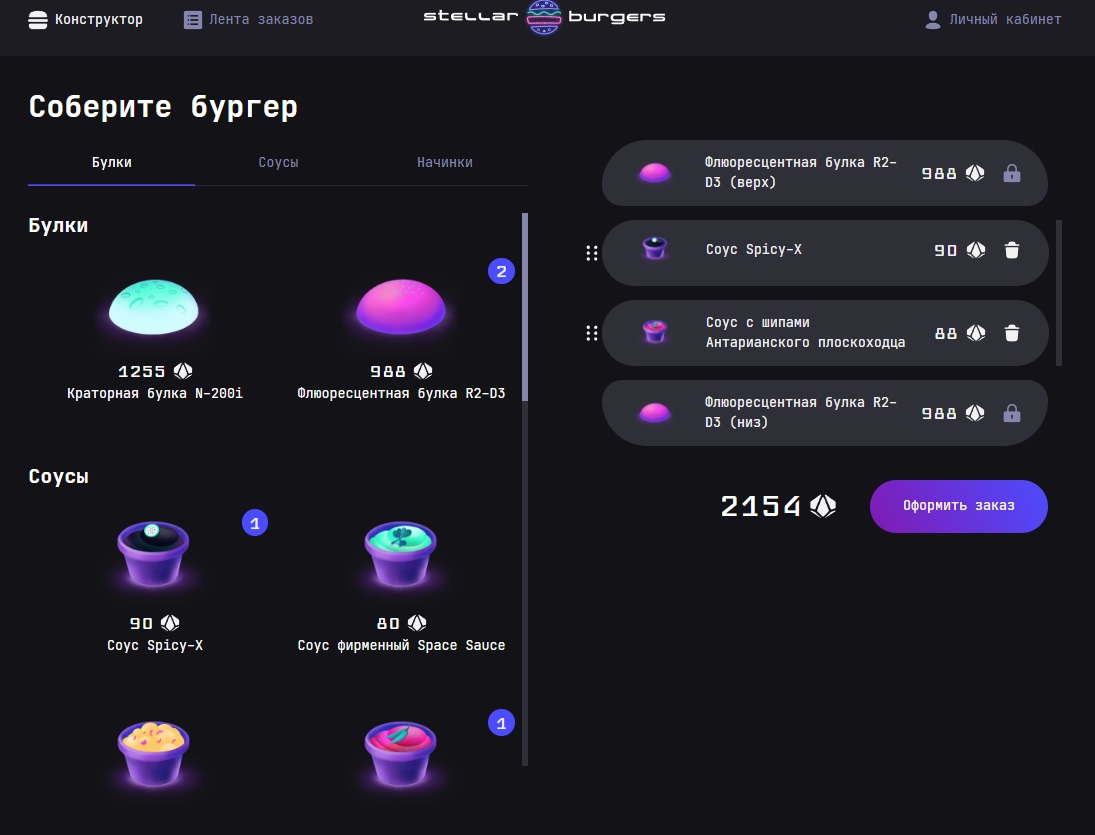 Конструктор
Лента заказов
stellar burgers
Личный кабинет
Соберите бургер
Булки
Соусы
Начинки
Булки
2
1255
988
Краторная булка N-200i
Флюоресцентная булка R2-D3
Соусы
1
90
80
Соус Spicy-X
Соус фирменный Space Sauce
1
Флюоресцентная булка R2-
D3 (верх)
988
Соус Spicy-X
90
Соус с шипами
Антарианского плоскоходца
88
Флюоресцентная булка R2-
D3 (низ)
988
2154
Оформить заказ